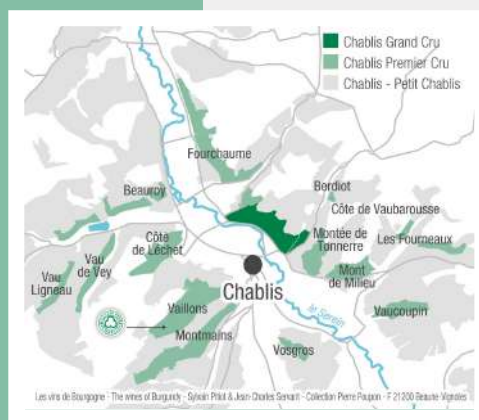 Chablis Grand Cru
Chablis Premier Cru
Chablis - Petit Chablis
Fourchaume
Beauroy
Berdiot
Côte de Vaubarousse
Côte
de Léchet
Montée de
Tonnerre
Les Fourneaux
Vau
de Vey
Vau
Ligneau
Mont
de Milieu
Chablis
Vaillons
Vaucoupin
Montmains
Vosgros
le Serein
Les vins de Bourgogne - The wines of Burgundy - Sylvain Pitiot & Jean-Charles Servant - Collection Pierre Poupon - F 21200 Beaune Vignoles